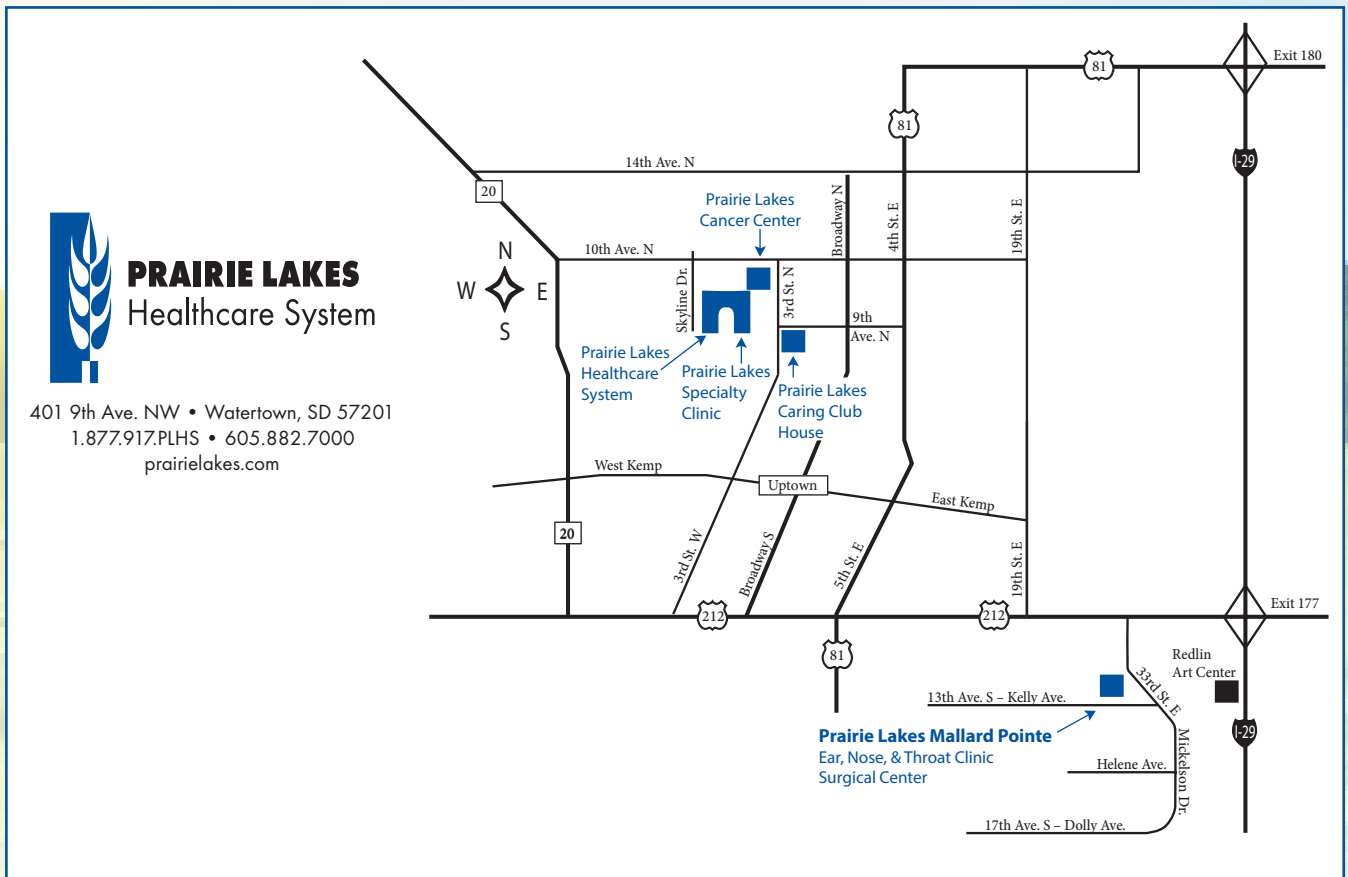 PRAIRIE LAKES
Healthcare System
401 9th Ave. NW • Watertown, SD 57201
1.877.917.PLHS • 605.882.7000
prairielakes.com
Exit 180
81
81
I-29
14th Ave. N
20
Prairie Lakes
Cancer Center
Broadway N
4th St. E
19th St. E
10th Ave. N
N
W
E
S
Skyline Dr.
3rd St. N
9th
Ave. N
Prairie Lakes
Healthcare
System
Prairie Lakes
Specialty
Clinic
Prairie Lakes
Caring Club
House
West Kemp
Uptown
East Kemp
20
3rd St. W
Broadway S
5th St. E
19th St. E
212
212
Exit 177
81
Redlin
Art Center
33rd St. E
13th Ave. S – Kelly Ave.
I-29
Prairie Lakes Mallard Pointe
Ear, Nose, & Throat Clinic
Surgical Center
Mickelson Dr.
Helene Ave.
17th Ave. S – Dolly Ave.